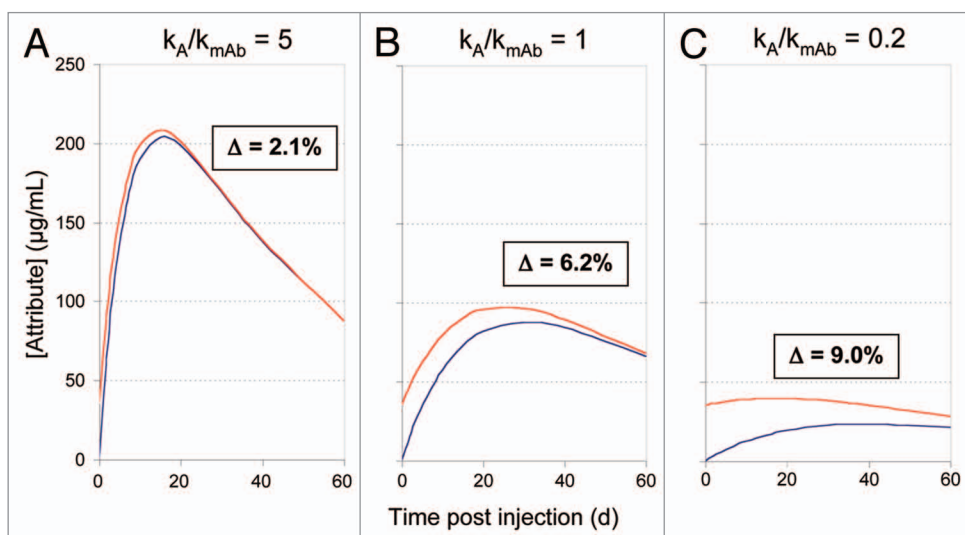 A
kA/kmAb = 5
B
kA/kmAb = 1
C
kA/kmAb = 0.2
[Attribute] (µg/mL)
250
200
150
100
50
0
Δ = 2.1%
Δ = 6.2%
Δ = 9.0%
0 20 40 60
0 20 40 60
0 20 40 60
Time post injection (d)